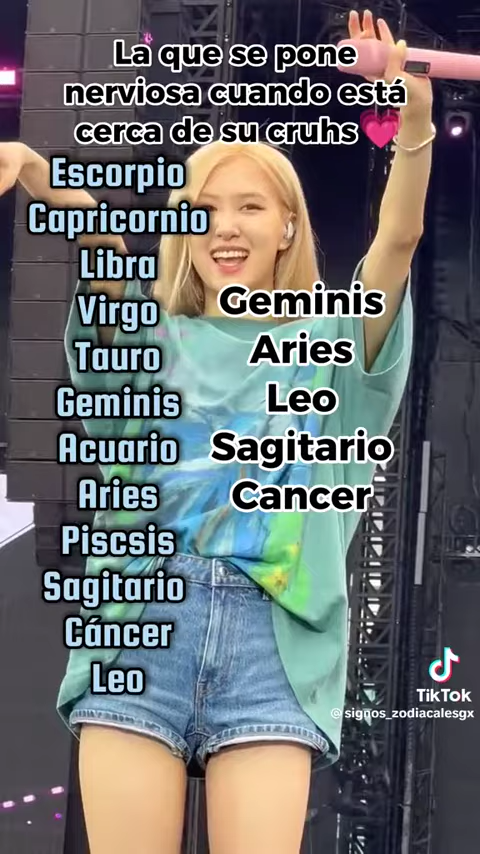 La que se pone
nerviosa cuando está
cerca de su cruhs
Escorpio
Capricornio
Libra
Virgo
Tauro
Geminis
Acuario
Aries
Piscsis
Sagitario
Cáncer
Leo
Geminis
Aries
Leo
Sagitario
Cancer
TikTok
@signos_zodiacalesgx